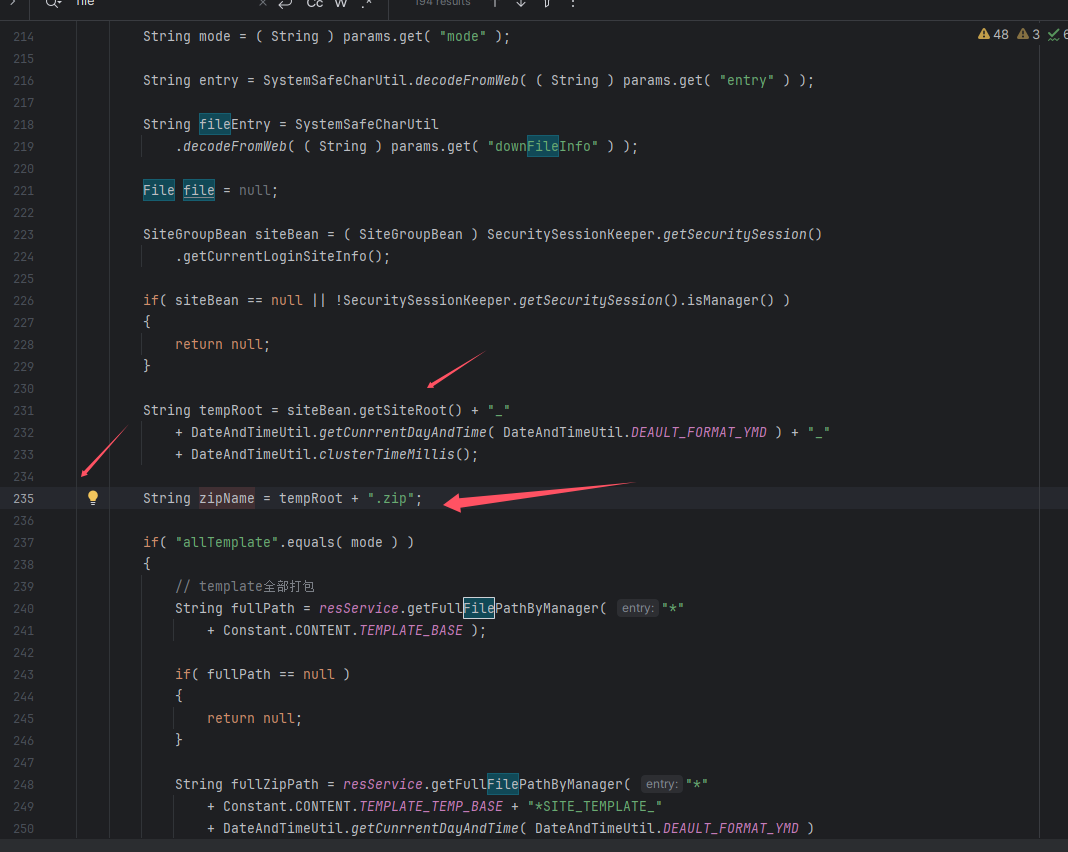 file Cc W .* 194 results
48 3 6
214 String mode = ( String ) params.get( "mode" );
215
216 String entry = SystemSafeCharUtil.decodeFromWeb( ( String ) params.get( "entry" ) );
217
218 String fileEntry = SystemSafeCharUtil
219 .decodeFromWeb( ( String ) params.get( "downFileInfo" ) );
220
221 File file = null;
222
223 SiteGroupBean siteBean = ( SiteGroupBean ) SecuritySessionKeeper.getSecuritySession()
224 .getCurrentLoginSiteInfo();
225
226 if( siteBean == null || !SecuritySessionKeeper.getSecuritySession().isManager() )
227 {
228 return null;
229 }
230
231 String tempRoot = siteBean.getSiteRoot() + "_"
232 + DateAndTimeUtil.getCunrrentDayAndTime( DateAndTimeUtil.DEAULT_FORMAT_YMD ) + "_"
233 + DateAndTimeUtil.clusterTimeMillis();
234
235 String zipName = tempRoot + ".zip";
236
237 if( "allTemplate".equals( mode ) )
238 {
239 // template全部打包
240 String fullPath = resService.getFullFilePathByManager( entry: "*"
241 + Constant.CONTENT.TEMPLATE_BASE );
242
243 if( fullPath == null )
244 {
245 return null;
246 }
247
248 String fullZipPath = resService.getFullFilePathByManager( entry: "*"
249 + Constant.CONTENT.TEMPLATE_TEMP_BASE + "*SITE_TEMPLATE_"
250 + DateAndTimeUtil.getCunrrentDayAndTime( DateAndTimeUtil.DEAULT_FORMAT_YMD )